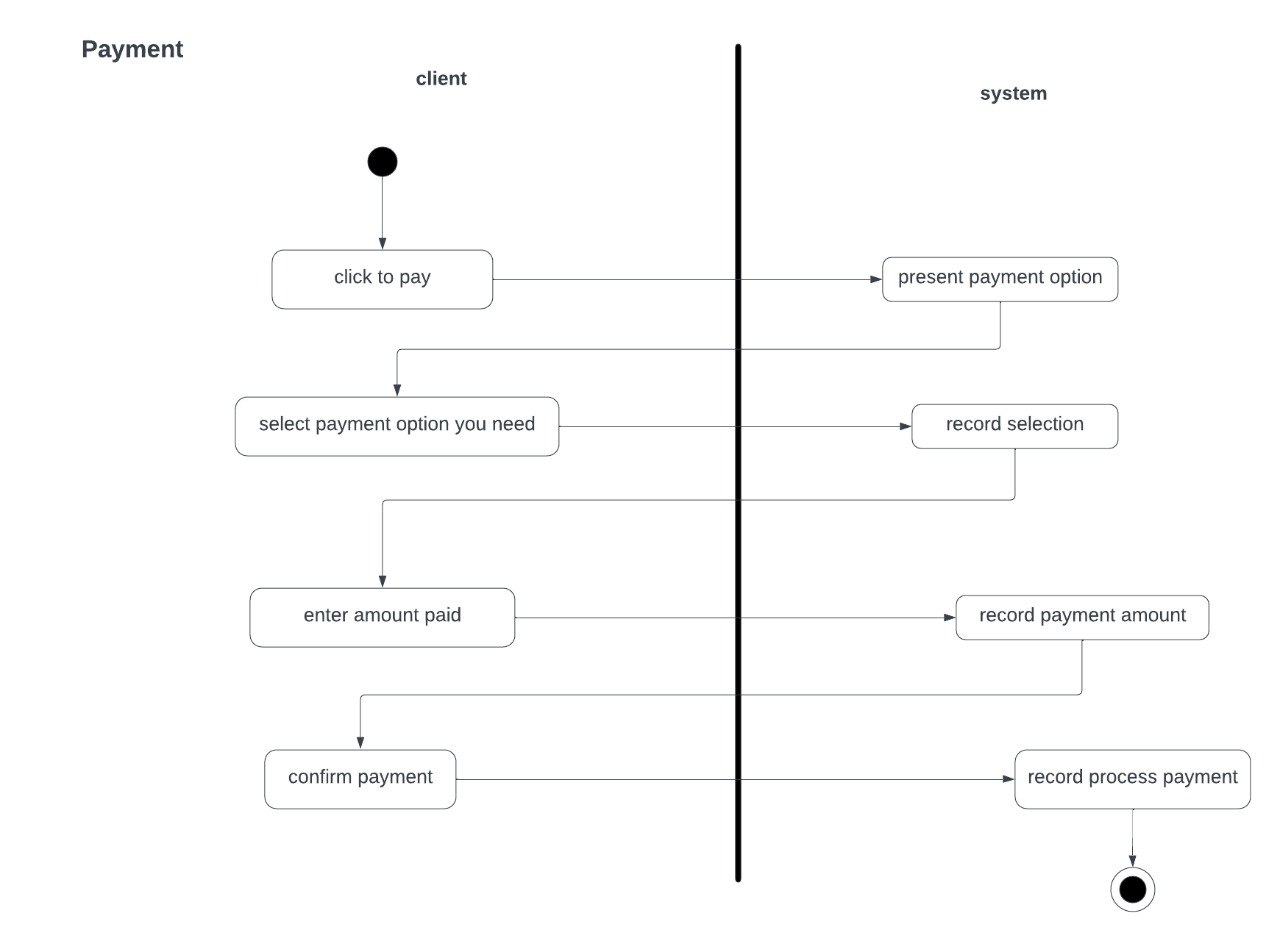 Payment
client
system
click to pay
present payment option
select payment option you need
record selection
enter amount paid
record payment amount
confirm payment
record process payment